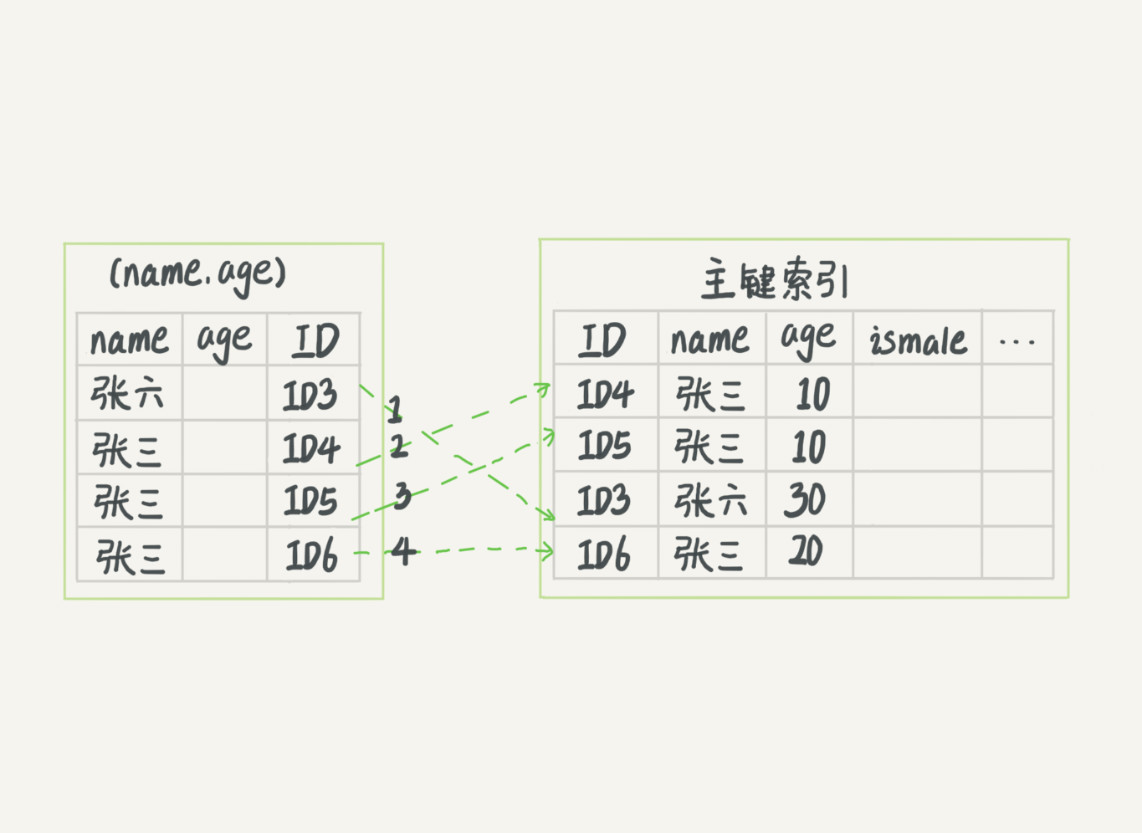 (name.age)
name age ID
张六 ID3
张三 ID4
张三 ID5
张三 ID6
1
2
3
4
主键索引
ID name age ismale ...
ID4 张三 10
ID5 张三 10
ID3 张六 30
ID6 张三 20